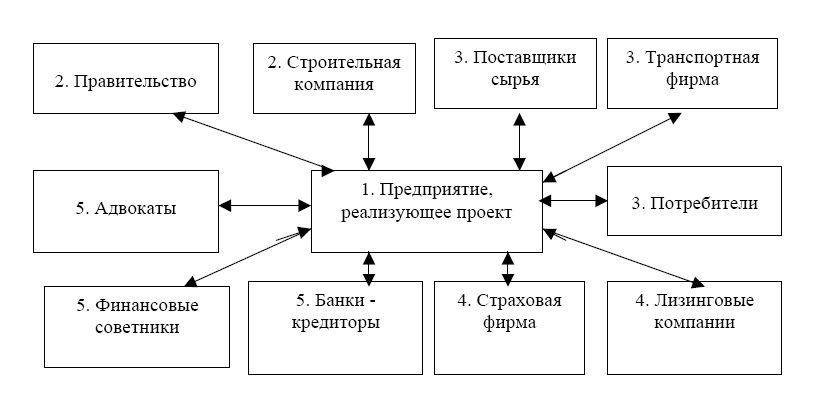 2. Правительство
2. Строительная
компания
3. Поставщики
сырья
3. Транспортная
фирма
5. Адвокаты
1. Предприятие,
реализующее проект
3. Потребители
5. Финансовые
советники
5. Банки -
кредиторы
4. Страховая
фирма
4. Лизинговые
компании